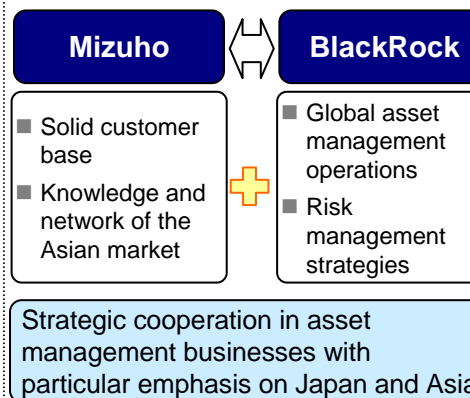 Mizuho
BlackRock
Solid customer
base
Knowledge and
network of the
Asian market
Global asset
management
operations
Risk
management
strategies
Strategic cooperation in asset
management businesses with
particular emphasis on Japan and Asia